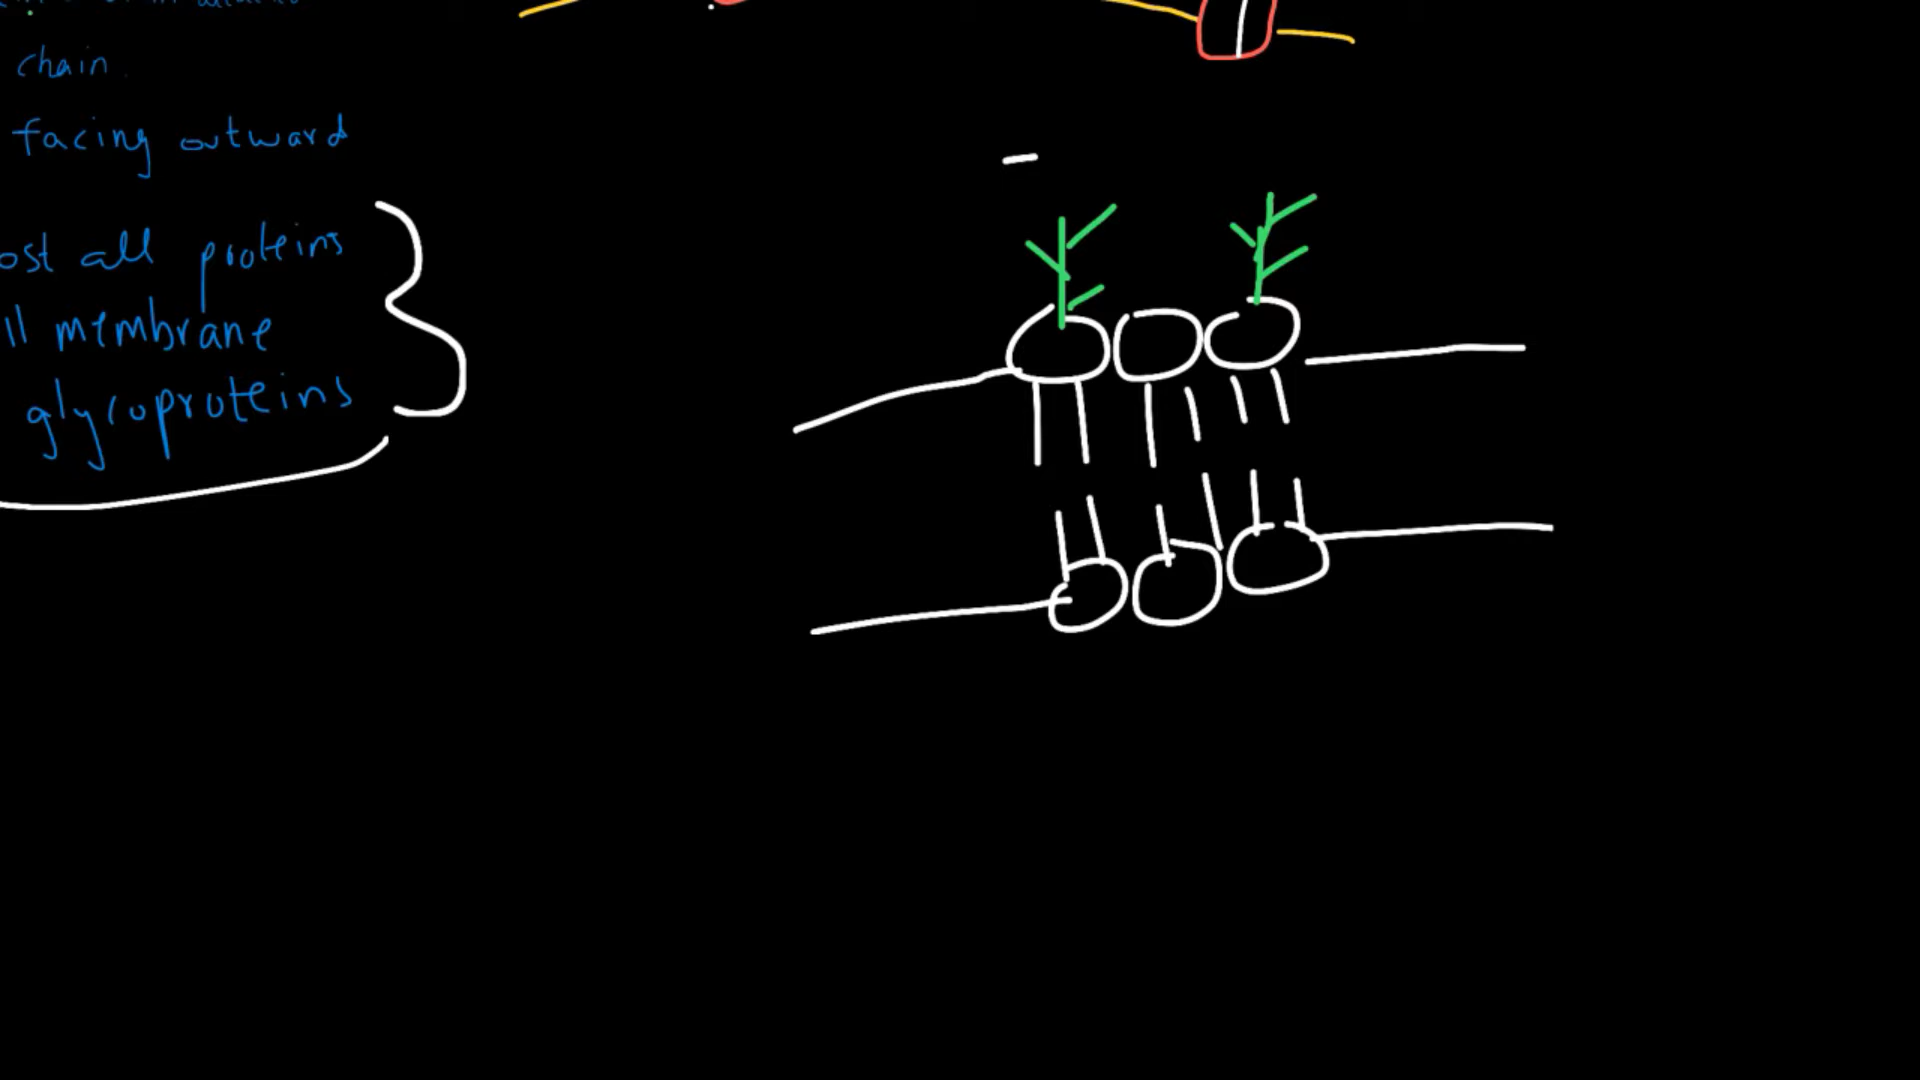 chain.
facing outward
ost all proteins
ll membrane
glycoproteins